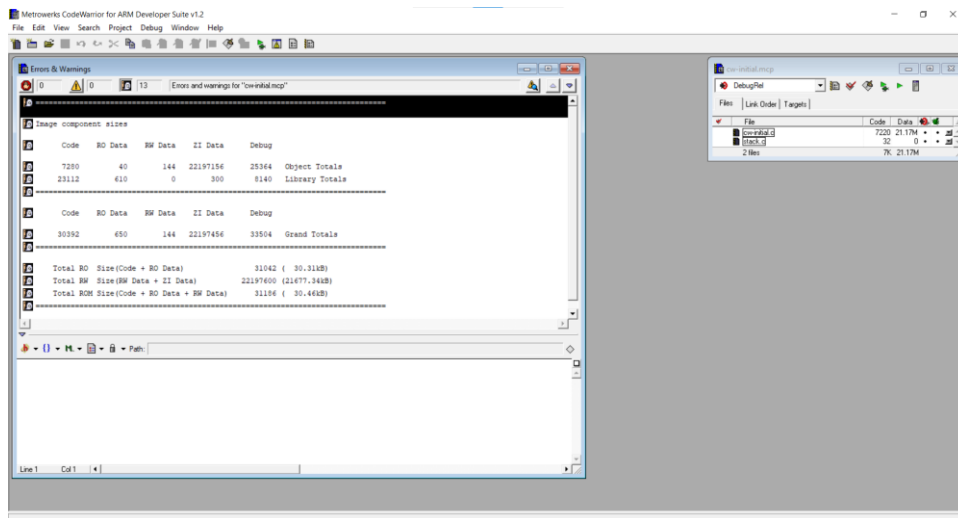 Metrowerks CodeWarrior for ARM Developer Suite v1.2
File Edit View Search Project Debug Window Help
Errors & Warnings
0 0 13 Errors and warnings for "cw-initial.mcp"
Image component sizes
Code RO Data RW Data ZI Data Debug
7280 40 144 22197156 25364 Object Totals
23112 610 0 300 8140 Library Totals
Code RO Data RW Data ZI Data Debug
30392 650 144 22197456 33504 Grand Totals
Total RO Size(Code + RO Data) 31042 ( 30.31kB)
Total RW Size(RW Data + ZI Data) 22197600 (21677.34kB)
Total ROM Size(Code + RO Data + RW Data) 31186 ( 30.46kB)
Path:
Line 1 Col 1
cw-initial.mcp
DebugRel
Files Link Order Targets
File Code Data
cw-initial.c 7220 21.17M
stack.c 32 0
2 files 7K 21.17M